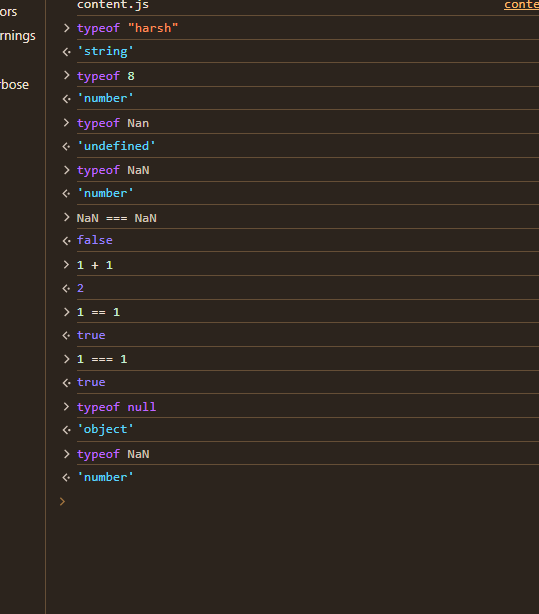 ors
rnings
rbose
content.js conte
> typeof "harsh"
<· 'string'
> typeof 8
<· 'number'
> typeof Nan
<· 'undefined'
> typeof NaN
<· 'number'
> NaN === NaN
<· false
> 1 + 1
<· 2
> 1 == 1
<· true
> 1 === 1
<· true
> typeof null
<· 'object'
> typeof NaN
<· 'number'
>